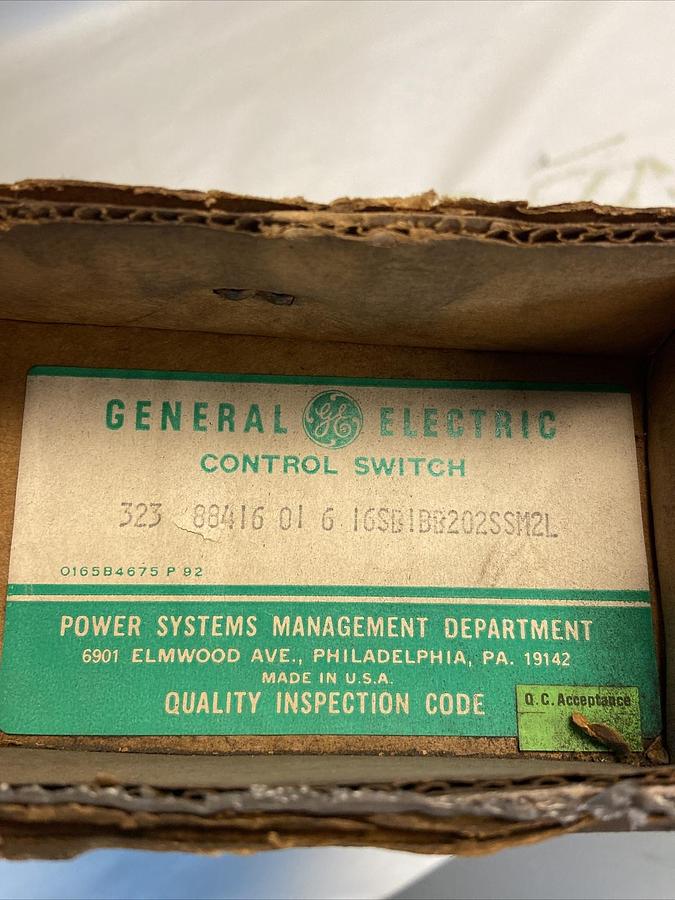 GENERAL GE ELECTRIC
CONTROL SWITCH
323 88416 01 6 16SB1BB202SSM2L
0165B4675 P 92
POWER SYSTEMS MANAGEMENT DEPARTMENT
6901 ELMWOOD AVE., PHILADELPHIA, PA. 19142
MADE IN U.S.A.
QUALITY INSPECTION CODE
Q.C. Acceptance